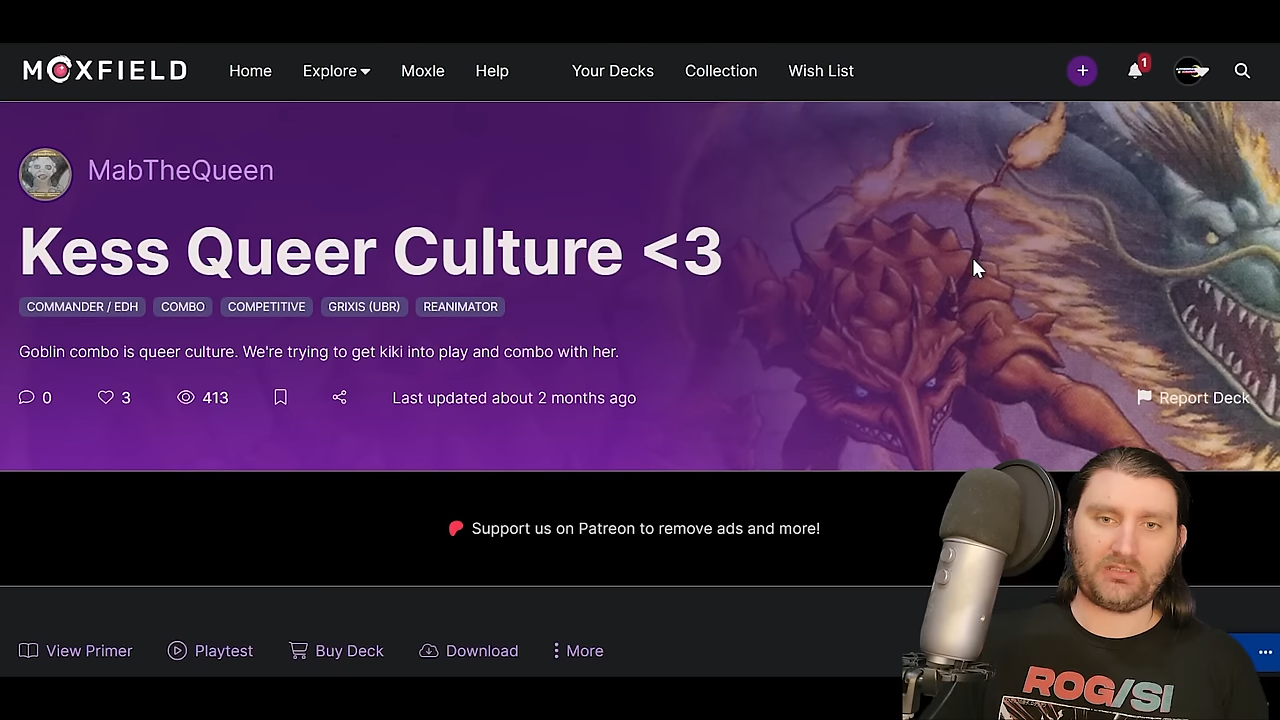 MOXFIELD
Home Explore Moxle Help Your Decks Collection Wish List
1
MabTheQueen
Kess Queer Culture <3
COMMANDER / EDH COMBO COMPETITIVE GRIXIS (UBR) REANIMATOR
Goblin combo is queer culture. We're trying to get kiki into play and combo with her.
0 3 413 Last updated about 2 months ago Report Deck
Support us on Patreon to remove ads and more!
View Primer Playtest Buy Deck Download More
ROG/SI